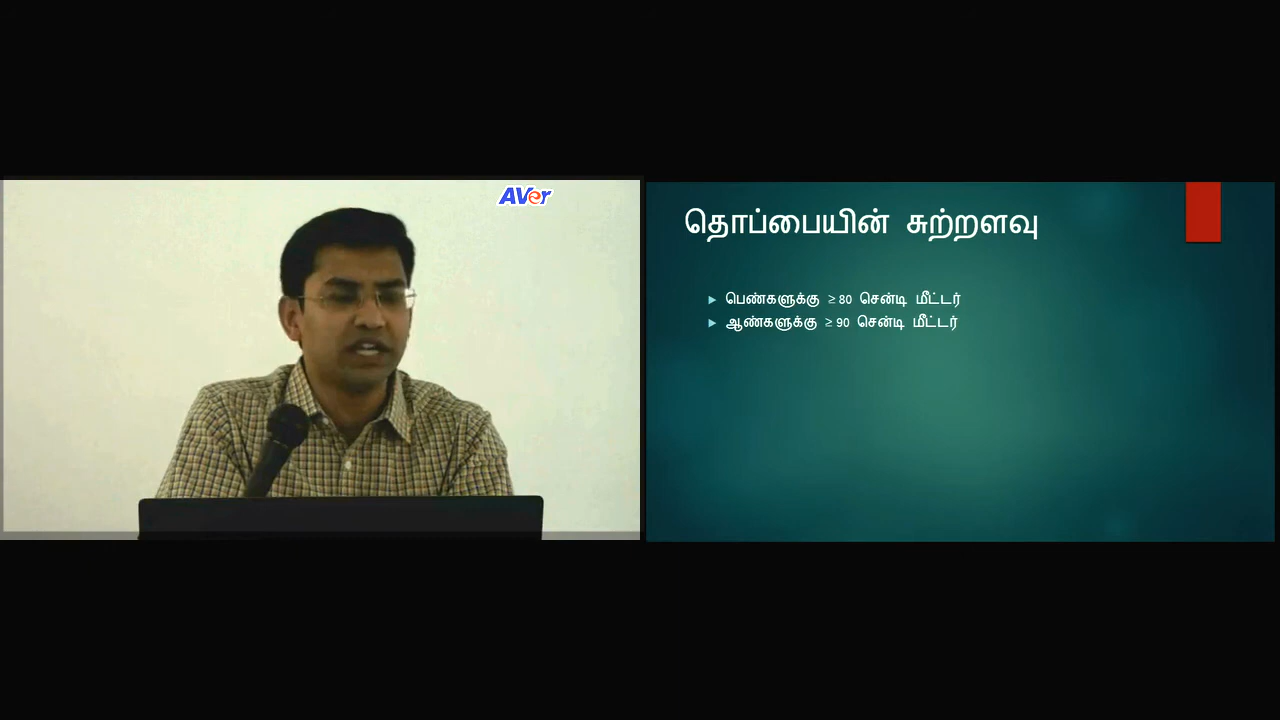 AVer
தொப்பையின் சுற்றளவு
பெண்களுக்கு ≥ 80 சென்டி மீட்டர்
ஆண்களுக்கு ≥ 90 சென்டி மீட்டர்